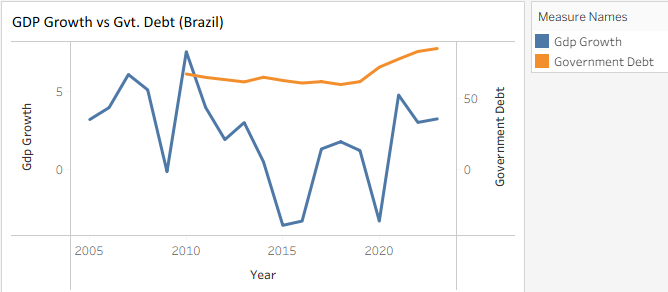 GDP Growth vs Gvt. Debt (Brazil)
Measure Names
Gdp Growth
Government Debt
Gdp Growth
5
0
Government Debt
50
0
2005 2010 2015 2020
Year